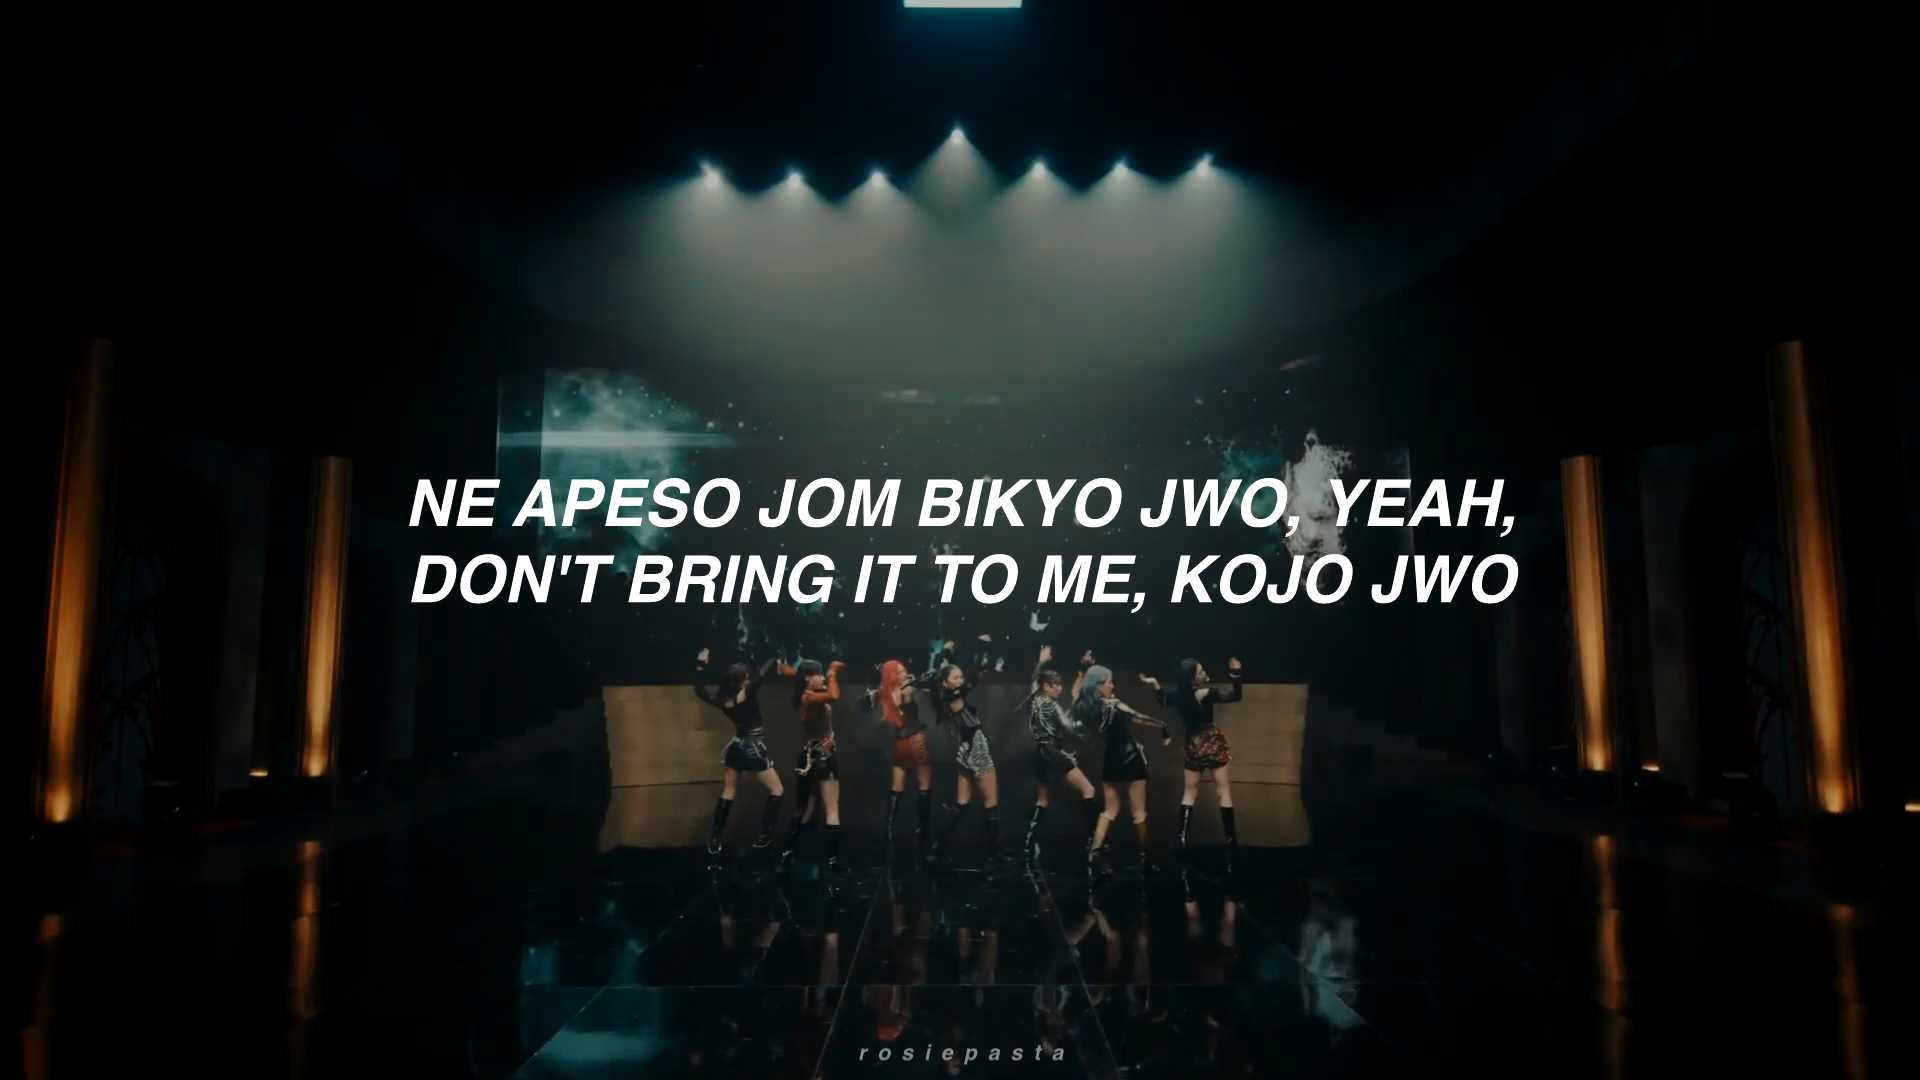 NE APESO JOM BIKYO JWO, YEAH,
DON'T BRING IT TO ME, KOJO JWO
rosiepasta